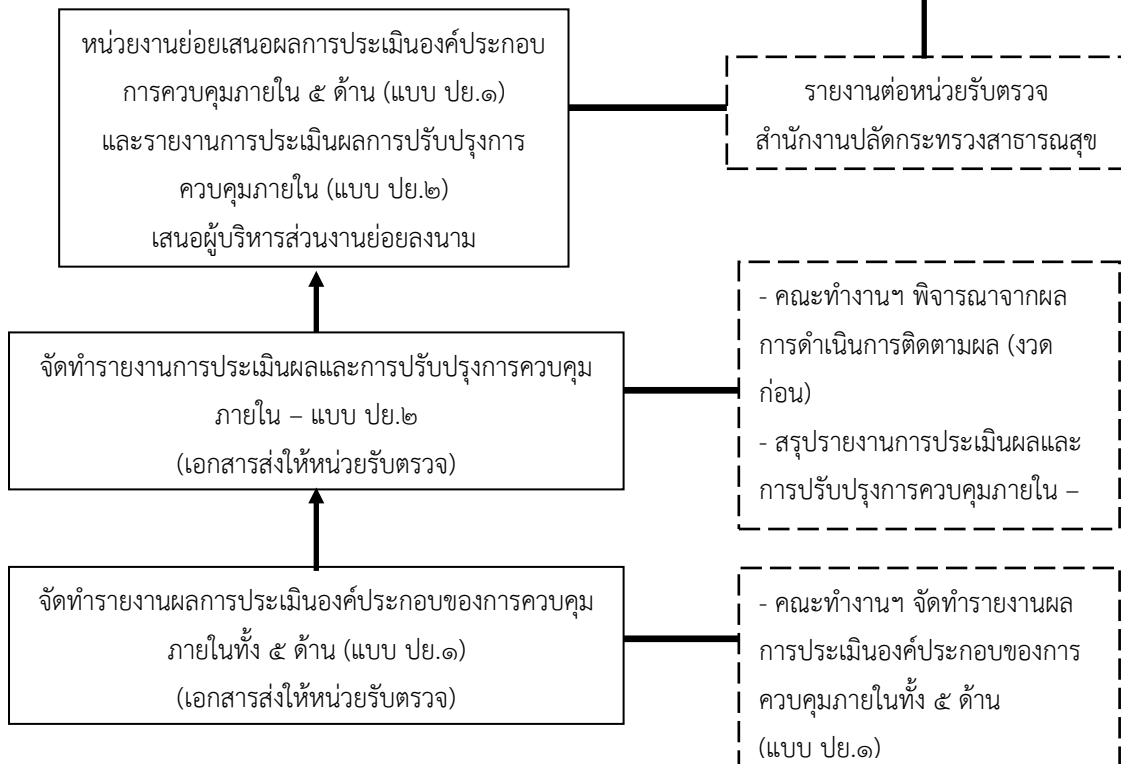 หน่วยงานย่อยเสนอผลการประเมินองค์ประกอบ
การควบคุมภายใน ๕ ด้าน (แบบ ปย.๑)
และรายงานการประเมินผลการปรับปรุงการ
ควบคุมภายใน (แบบ ปย.๒)
เสนอผู้บริหารส่วนงานย่อยลงนาม
รายงานต่อหน่วยรับตรวจ
สำนักงานปลัดกระทรวงสาธารณสุข
จัดทำรายงานการประเมินผลและการปรับปรุงการควบคุม
ภายใน – แบบ ปย.๒
(เอกสารส่งให้หน่วยรับตรวจ)
- คณะทำงานฯ พิจารณาจากผล
การดำเนินการติดตามผล (งวด
ก่อน)
- สรุปรายงานการประเมินผลและ
การปรับปรุงการควบคุมภายใน –
จัดทำรายงานผลการประเมินองค์ประกอบของการควบคุม
ภายในทั้ง ๕ ด้าน (แบบ ปย.๑)
(เอกสารส่งให้หน่วยรับตรวจ)
- คณะทำงานฯ จัดทำรายงานผล
การประเมินองค์ประกอบของการ
ควบคุมภายในทั้ง ๕ ด้าน
(แบบ ปย.๑)